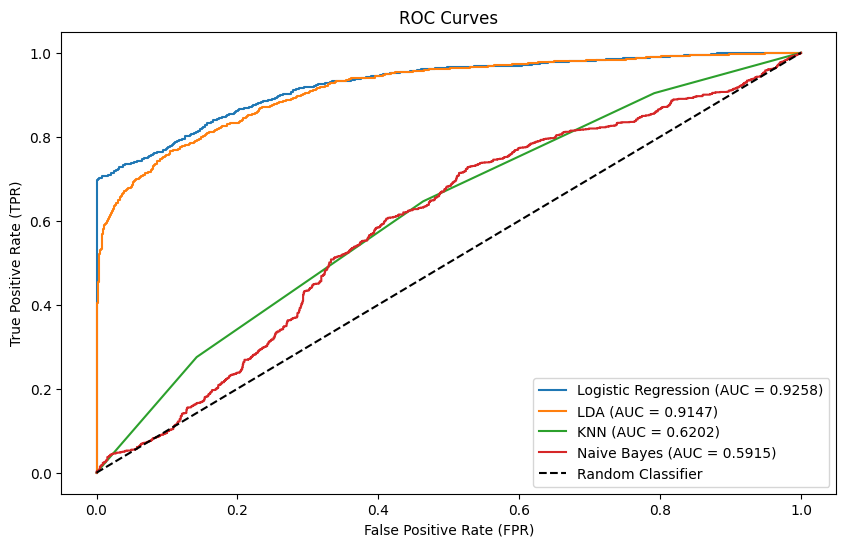 ROC Curves
True Positive Rate (TPR)
1.0
0.8
0.6
0.4
0.2
0.0
Logistic Regression (AUC = 0.9258)
LDA (AUC = 0.9147)
KNN (AUC = 0.6202)
Naive Bayes (AUC = 0.5915)
Random Classifier
0.0 0.2 0.4 0.6 0.8 1.0
False Positive Rate (FPR)